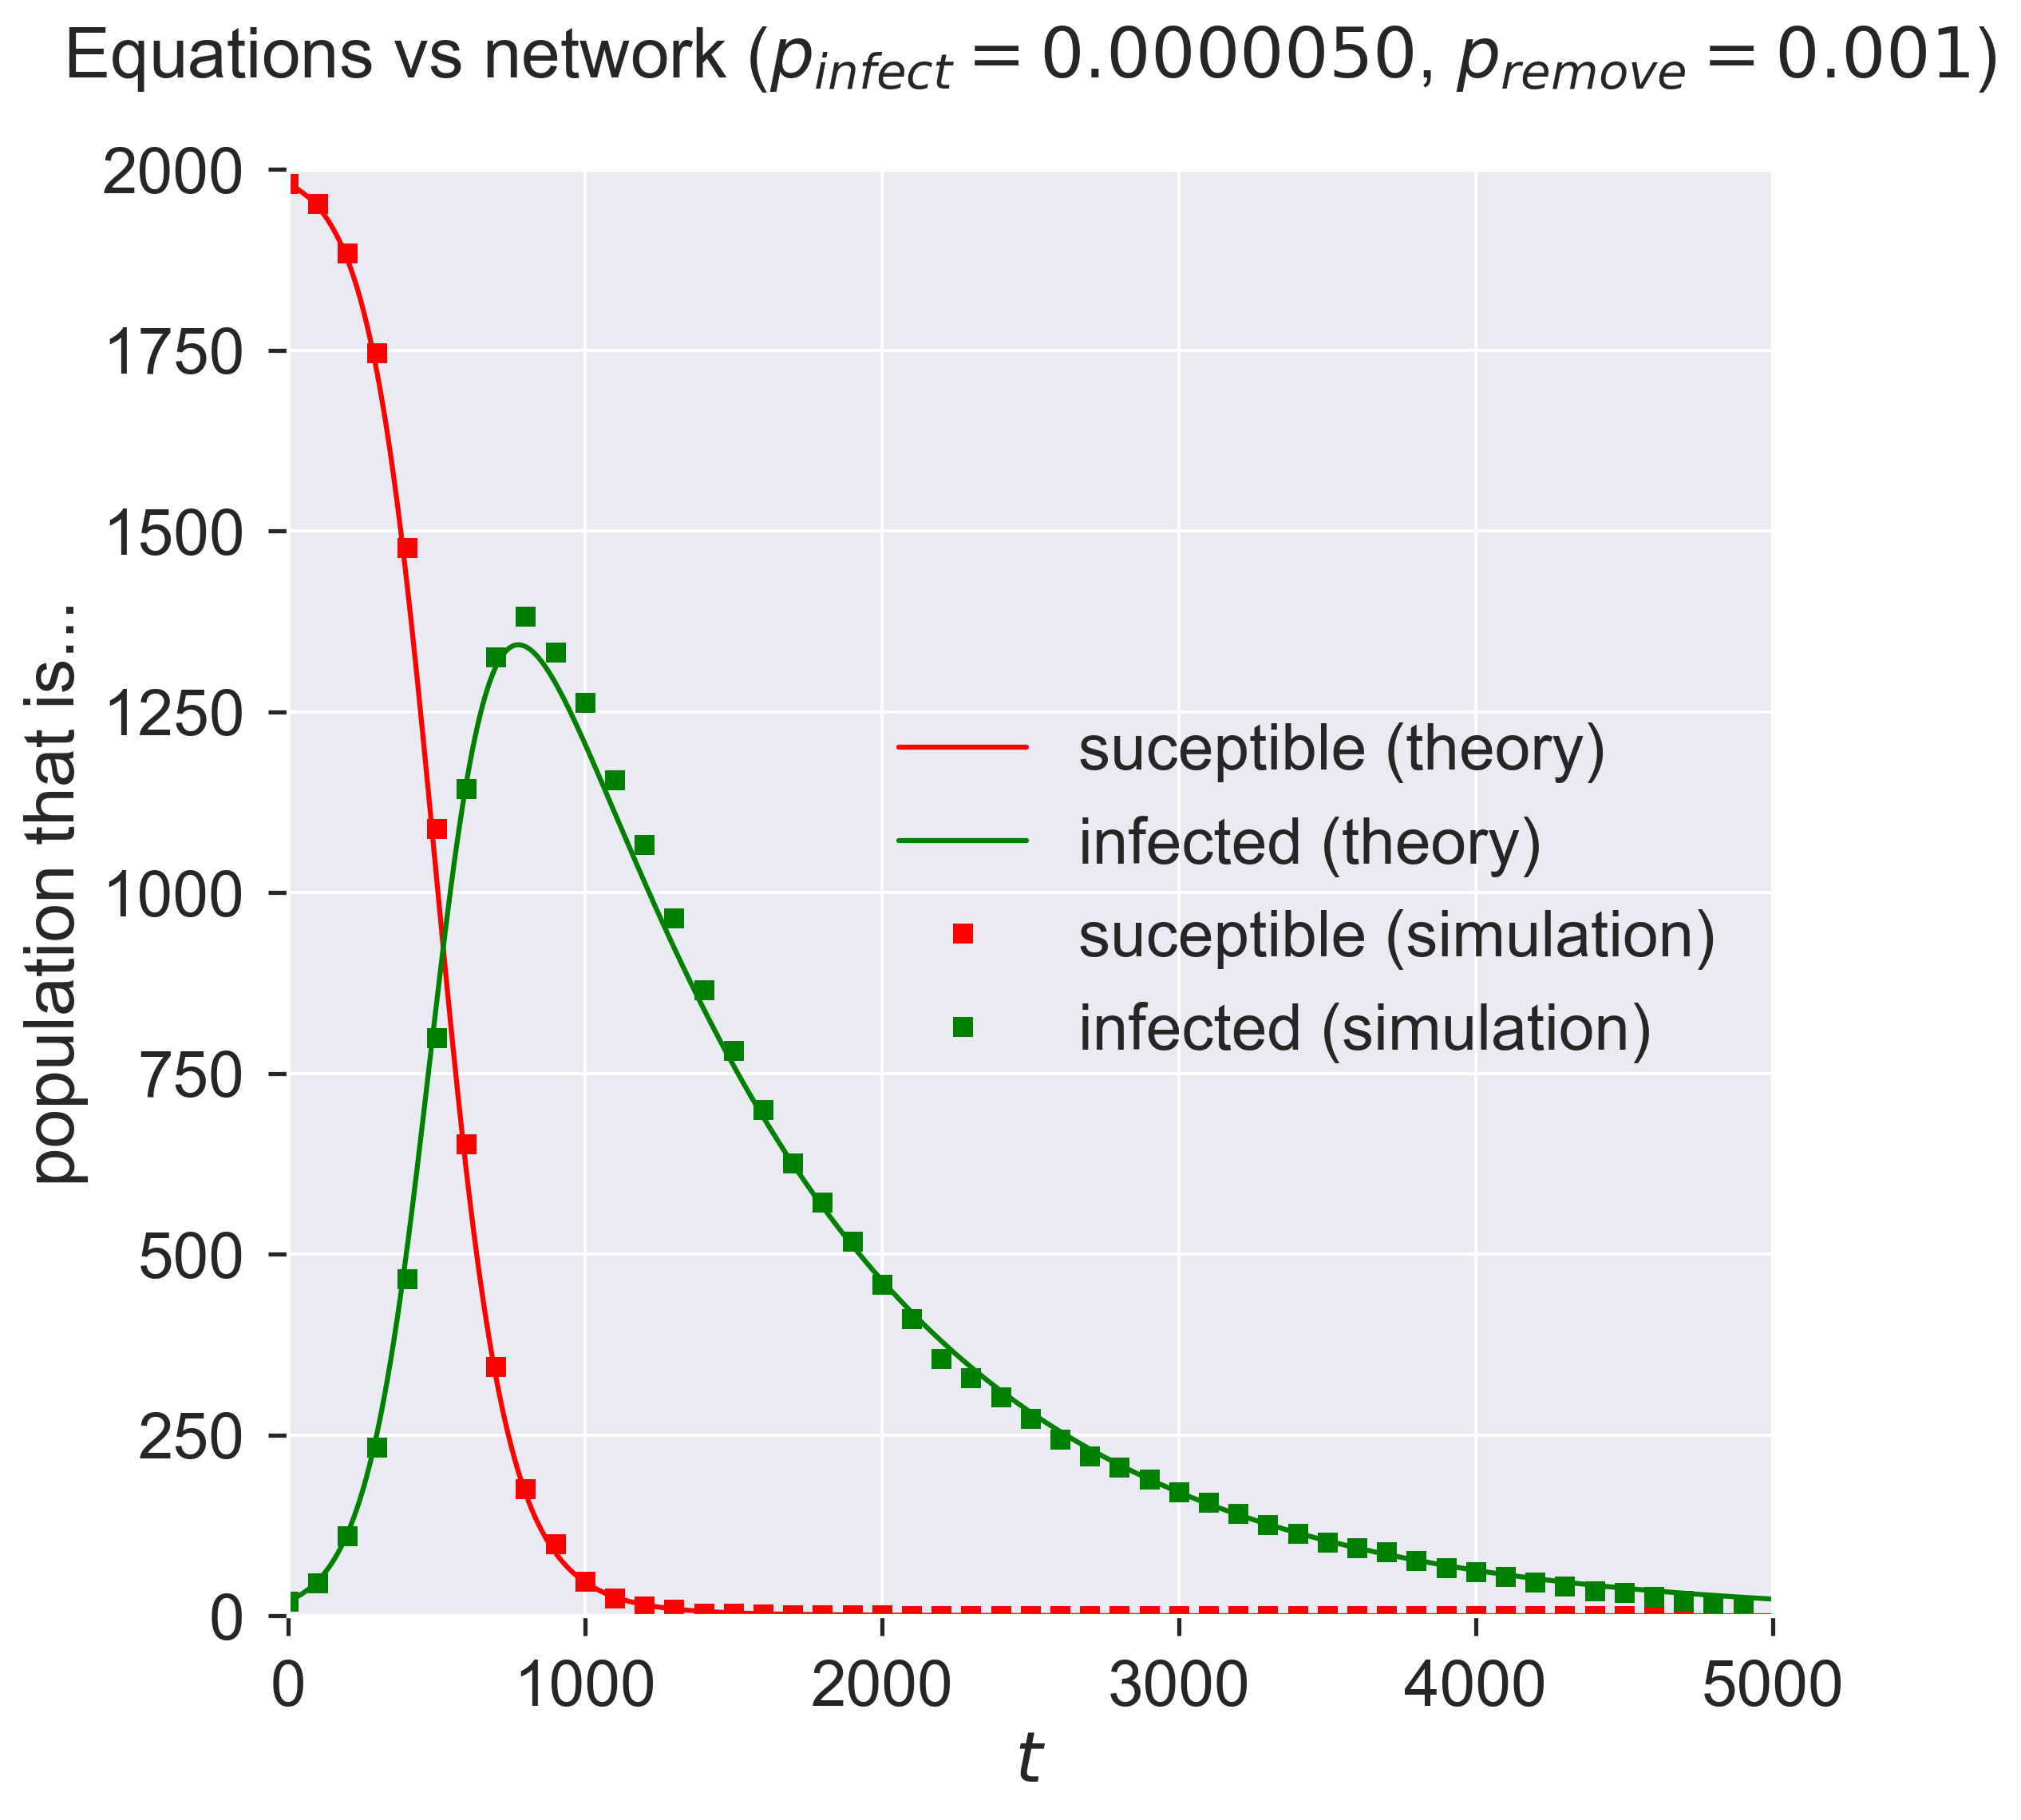 Equations vs network (p_infect = 0.0000050, p_remove = 0.001)
2000
1750
1500
1250
1000
750
500
250
0
population that is...
suceptible (theory)
infected (theory)
suceptible (simulation)
infected (simulation)
0 1000 2000 3000 4000 5000
t